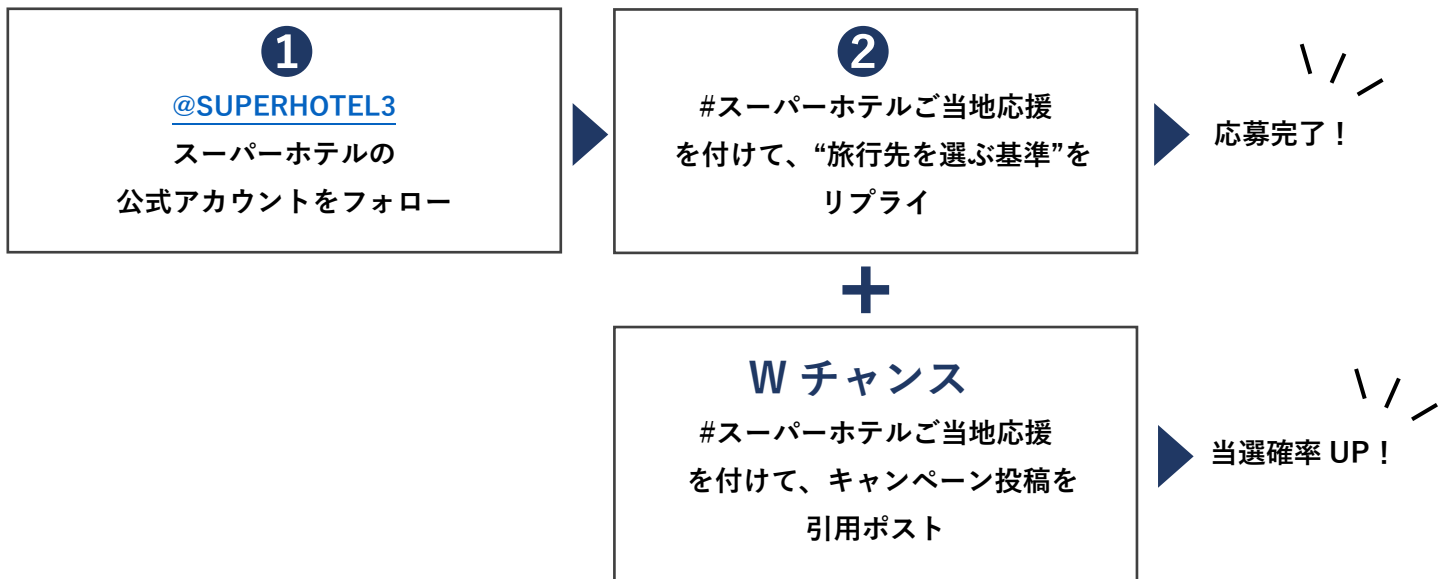 1
@SUPERHOTEL3
スーパーホテルの
公式アカウントをフォロー
2
#スーパーホテルご当地応援
を付けて、“旅行先を選ぶ基準”を
リプライ
応募完了！
+
W チャンス
#スーパーホテルご当地応援
を付けて、キャンペーン投稿を
引用ポスト
当選確率 UP！